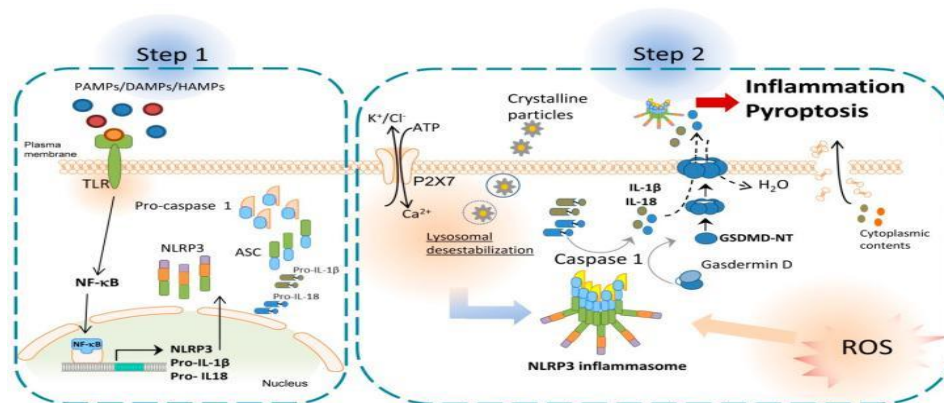 Step 1
PAMPs/DAMPs/HAMPs
Plasma
membrane
TLR
Pro-caspase 1
NLRP3
ASC
Pro-IL-1β
Pro-IL-18
NF-κB
NF-κB
NLRP3
Pro-IL-1β
Pro- IL18
Nucleus
Step 2
K⁺/Cl⁻
ATP
P2X7
Ca²⁺
Crystalline
particles
Lysosomal
desestabilization
IL-1β
IL-18
Caspase 1
NLRP3 inflammasome
Inflammation
Pyroptosis
H₂O
GSDMD-NT
Gasdermin D
Cytoplasmic
contents
ROS